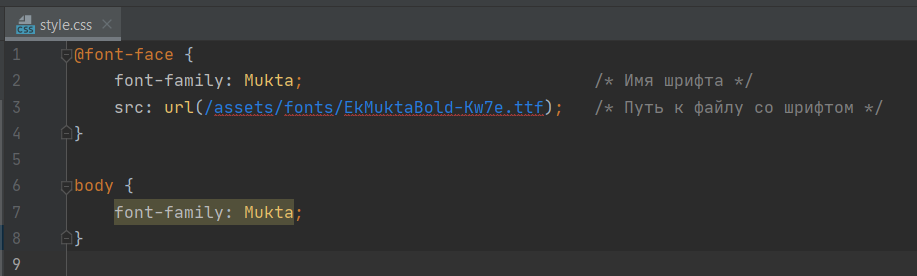 CSS style.css ×
1 @font-face {
2 font-family: Mukta; /* Имя шрифта */
3 src: url(/assets/fonts/EkMuktaBold-Kw7e.ttf); /* Путь к файлу со шрифтом */
4 }
5
6 body {
7 font-family: Mukta;
8 }
9